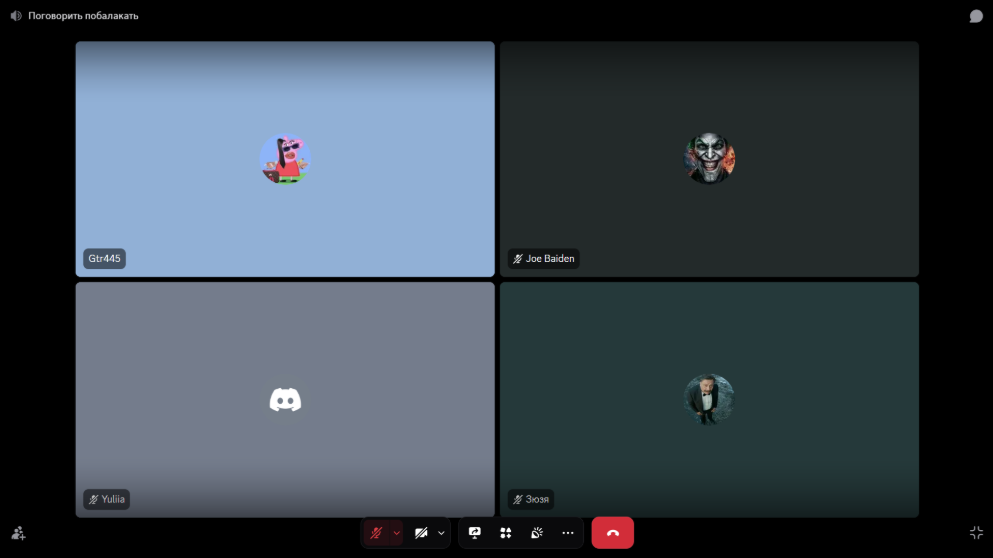 Поговорить побалакать
Gtr445
Joe Baiden
Yuliia
Зюзя